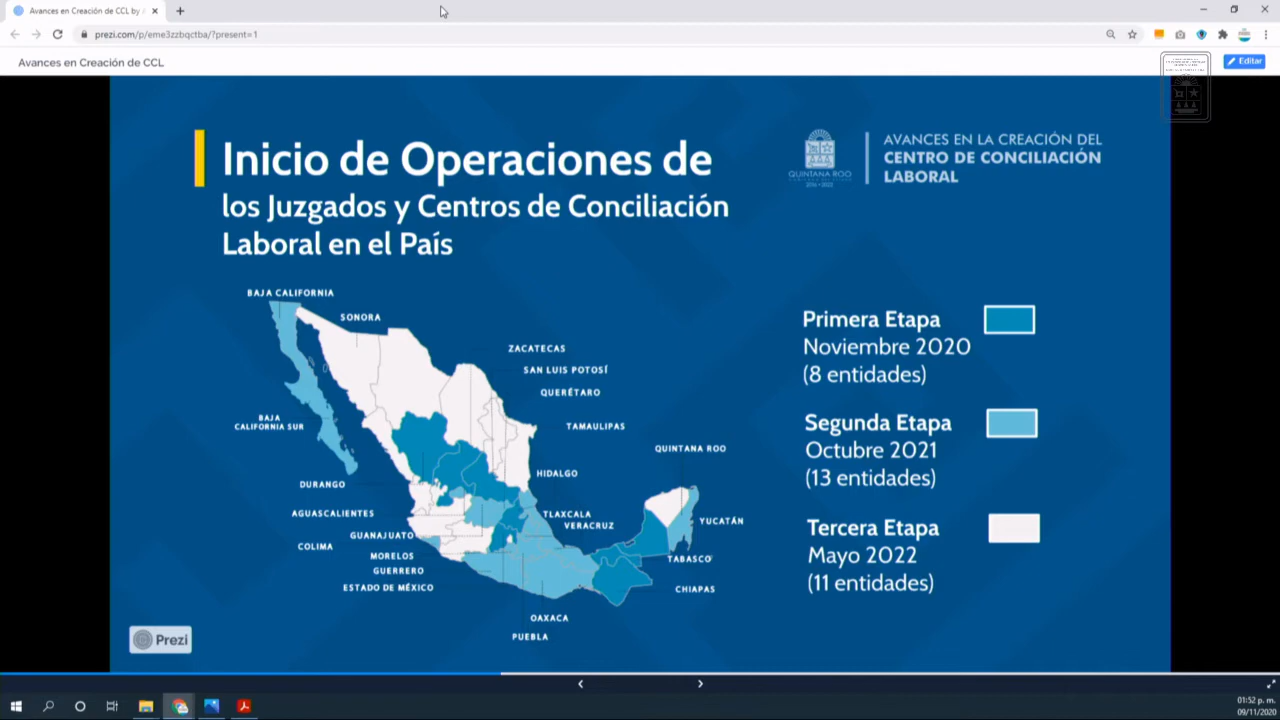 Avances en Creación de CCL by
prezi.com/p/eme3zzbqctba/?present=1
Avances en Creación de CCL
Editar
Inicio de Operaciones de
los Juzgados y Centros de Conciliación
Laboral en el País
QUINTANA ROO
2016 • 2022
AVANCES EN LA CREACIÓN DEL
CENTRO DE CONCILIACIÓN
LABORAL
BAJA CALIFORNIA
SONORA
ZACATECAS
SAN LUIS POTOSÍ
QUERÉTARO
BAJA
CALIFORNIA SUR
TAMAULIPAS
QUINTANA ROO
HIDALGO
DURANGO
AGUASCALIENTES
TLAXCALA
VERACRUZ
YUCATÁN
GUANAJUATO
COLIMA
MORELOS
TABASCO
GUERRERO
ESTADO DE MÉXICO
CHIAPAS
OAXACA
PUEBLA
Primera Etapa
Noviembre 2020
(8 entidades)
Segunda Etapa
Octubre 2021
(13 entidades)
Tercera Etapa
Mayo 2022
(11 entidades)
Prezi
01:52 p. m.
09/11/2020